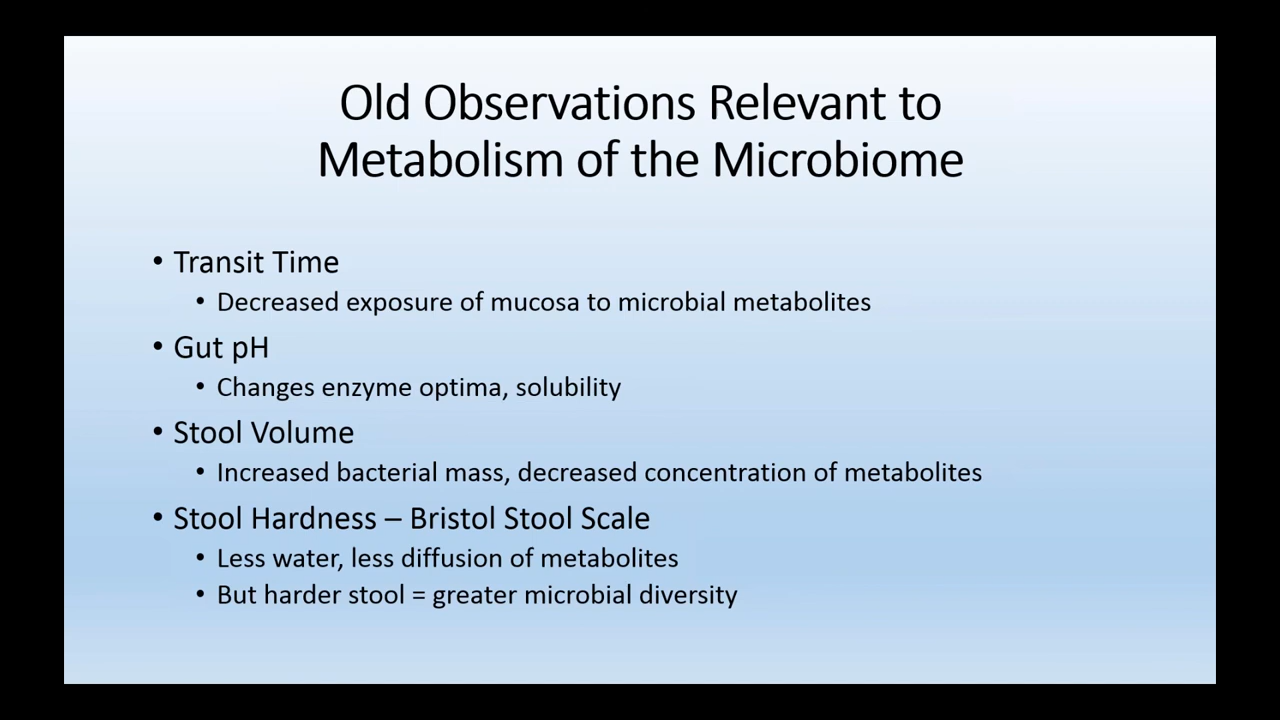 Old Observations Relevant to
Metabolism of the Microbiome
• Transit Time
• Decreased exposure of mucosa to microbial metabolites
• Gut pH
• Changes enzyme optima, solubility
• Stool Volume
• Increased bacterial mass, decreased concentration of metabolites
• Stool Hardness – Bristol Stool Scale
• Less water, less diffusion of metabolites
• But harder stool = greater microbial diversity